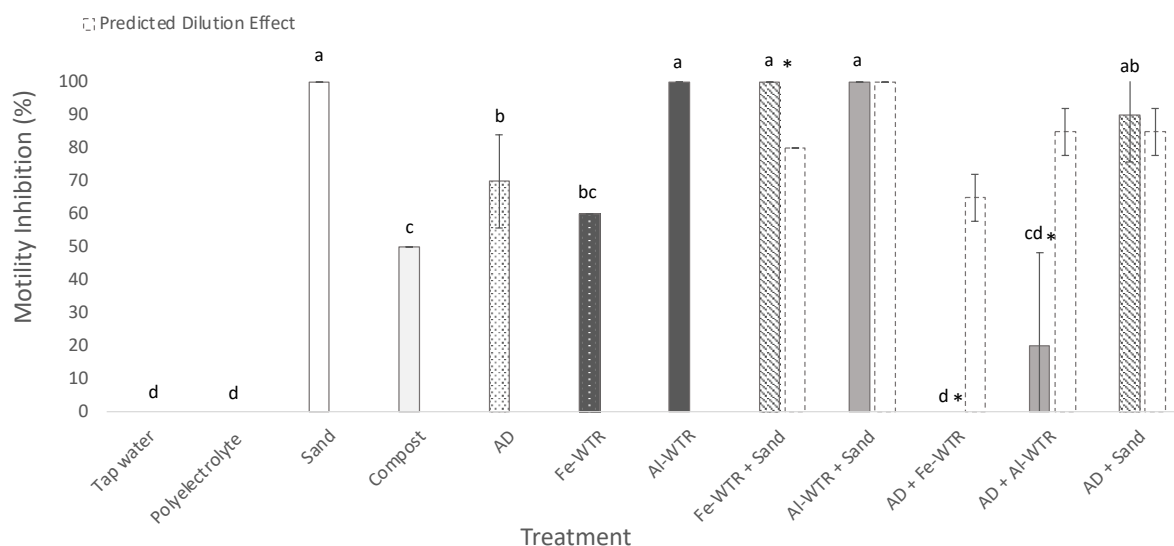 Predicted Dilution Effect
a a a * a ab
100
90
b
80
70
bc
60
c
50
cd *
40
30
20
10
d d d *
0
Motility Inhibition (%)
Tap water
Polyelectrolyte
Sand
Compost
AD
Fe-WTR
Al-WTR
Fe-WTR + Sand
Al-WTR + Sand
AD + Fe-WTR
AD + Al-WTR
AD + Sand
Treatment